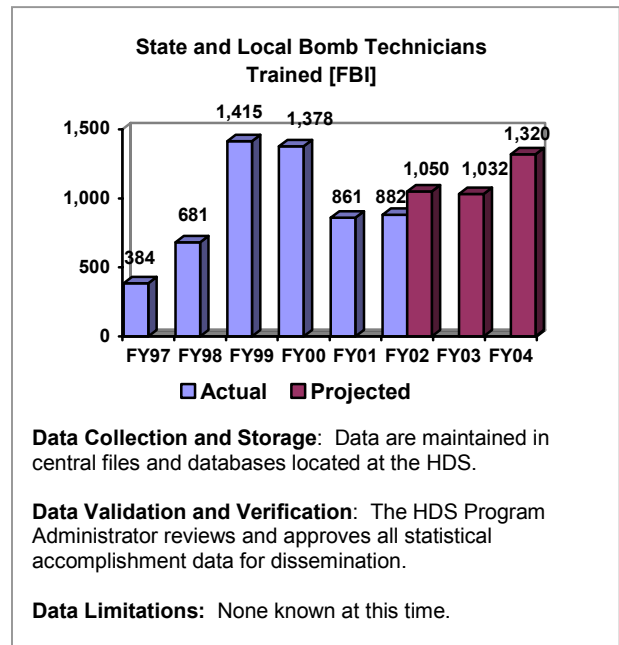 State and Local Bomb Technicians
Trained [FBI]
1,415
1,378
1,320
1,500
1,050
1,032
1,000
861
882
681
500
384
0
FY97 FY98 FY99 FY00 FY01 FY02 FY03 FY04
Actual Projected
Data Collection and Storage: Data are maintained in
central files and databases located at the HDS.
Data Validation and Verification: The HDS Program
Administrator reviews and approves all statistical
accomplishment data for dissemination.
Data Limitations: None known at this time.